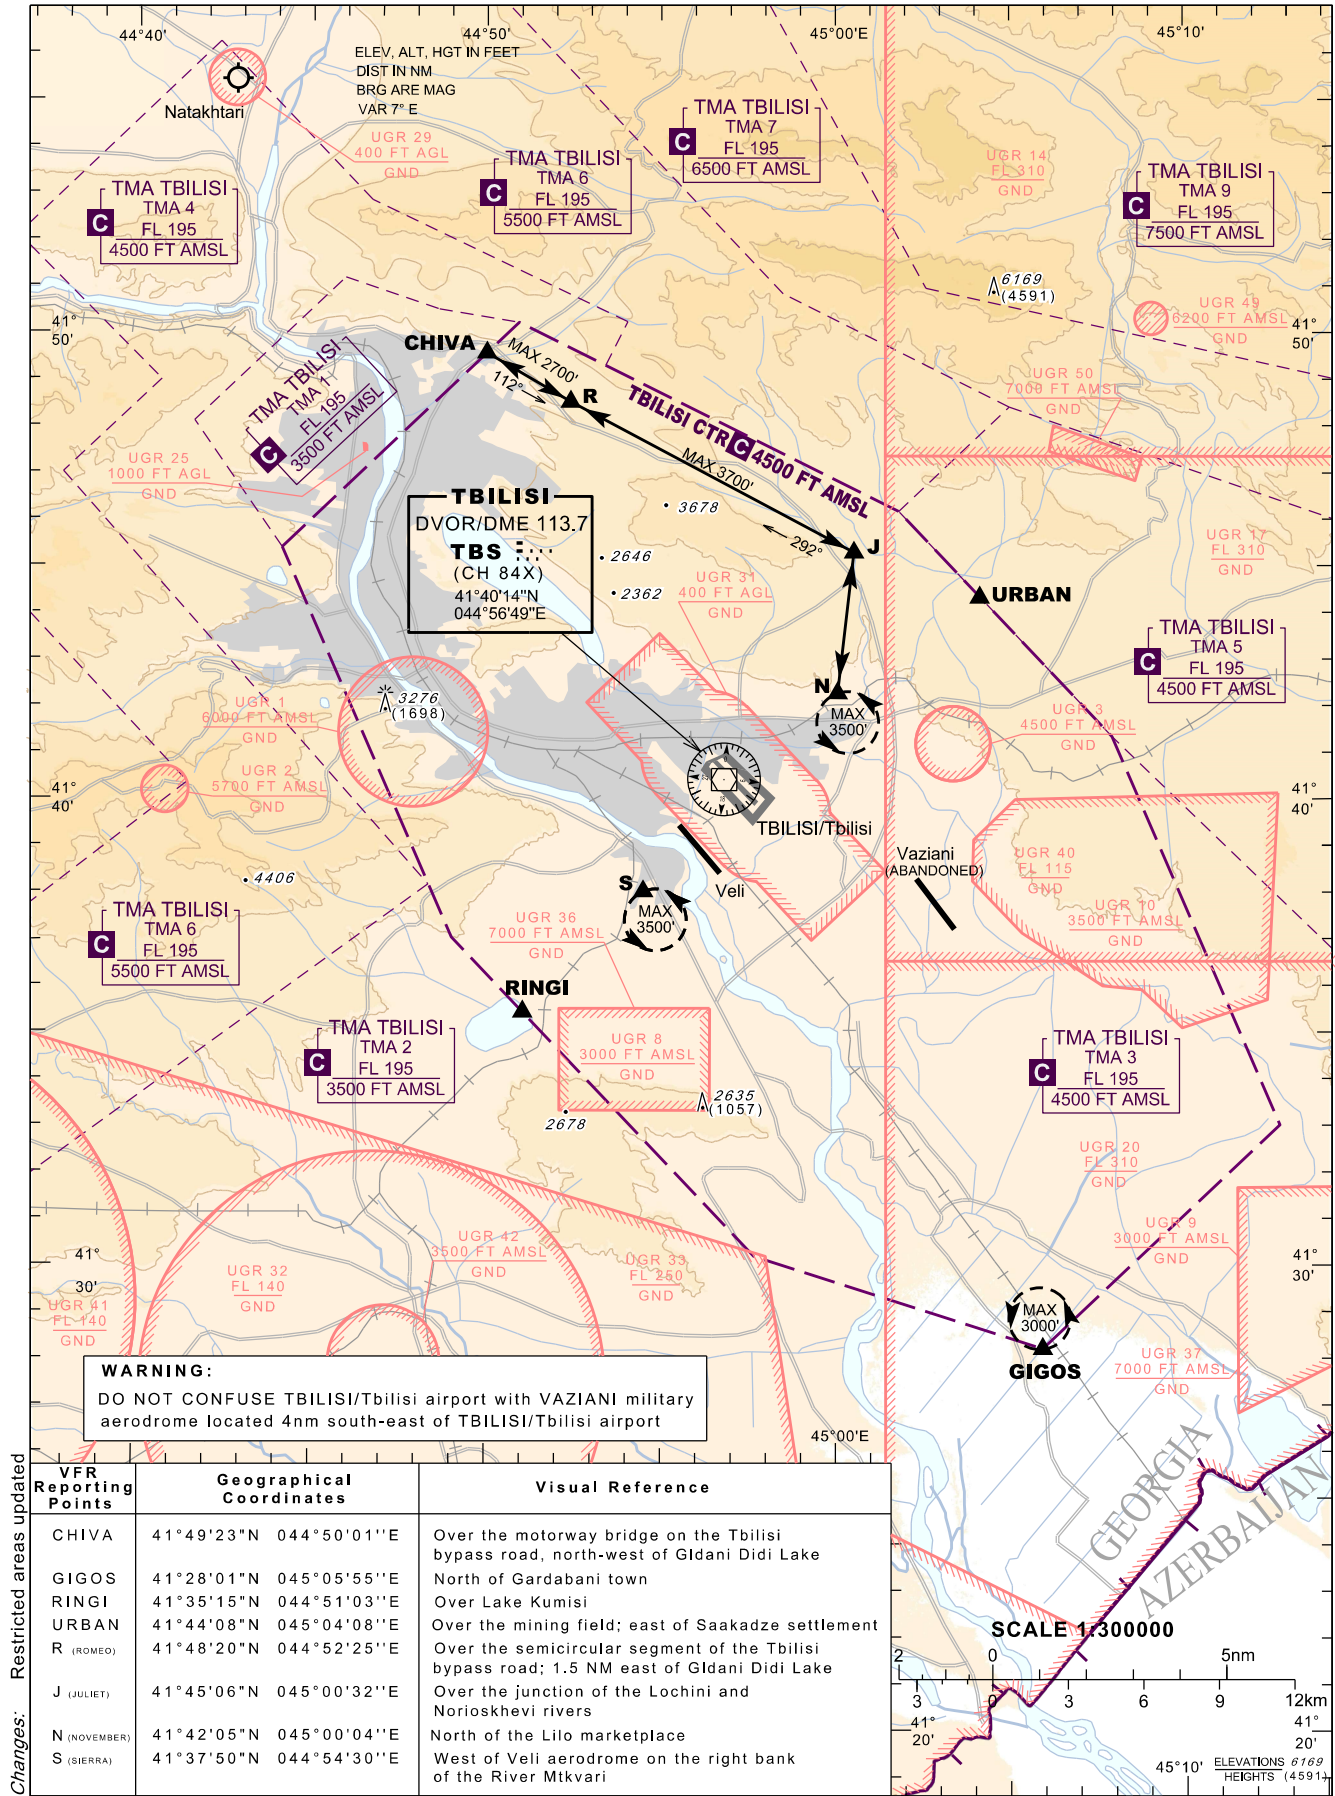 44°40'
44°50'
45°00'E
45°10'
ELEV, ALT, HGT IN FEET
DIST IN NM
BRG ARE MAG
VAR 7° E
Natakhtari
UGR 29
400 FT AGL
GND
TMA TBILISI
TMA 7
C
FL 195
6500 FT AMSL
TMA TBILISI
TMA 6
C
FL 195
5500 FT AMSL
TMA TBILISI
TMA 4
C
FL 195
4500 FT AMSL
UGR 14
FL 310
GND
TMA TBILISI
TMA 9
C
FL 195
7500 FT AMSL
6169
(4591)
UGR 49
6200 FT AMSL
GND
41°
50'
41°
50'
CHIVA
MAX 2700'
112°
R
TMA TBILISI
TMA 1
C
FL 195
3500 FT AMSL
UGR 50
7000 FT AMSL
GND
TBILISI CTR C 4500 FT AMSL
MAX 3700'
292°
J
UGR 25
1000 FT AGL
GND
TBILISI
DVOR/DME 113.7
TBS
(CH 84X)
41°40'14"N
044°56'49"E
3678
2646
2362
UGR 17
FL 310
GND
UGR 31
400 FT AGL
GND
URBAN
TMA TBILISI
TMA 5
C
FL 195
4500 FT AMSL
N
MAX
3500'
3276
(1698)
UGR 1
6000 FT AMSL
GND
UGR 3
4500 FT AMSL
GND
UGR 2
5700 FT AMSL
GND
41°
40'
41°
40'
TBILISI/Tbilisi
Vaziani
(ABANDONED)
UGR 40
FL 115
GND
Veli
S
MAX
3500'
4406
UGR 10
3500 FT AMSL
GND
TMA TBILISI
TMA 6
C
FL 195
5500 FT AMSL
UGR 36
7000 FT AMSL
GND
RINGI
TMA TBILISI
TMA 2
C
FL 195
3500 FT AMSL
UGR 8
3000 FT AMSL
GND
TMA TBILISI
TMA 3
C
FL 195
4500 FT AMSL
2635
(1057)
2678
UGR 20
FL 310
GND
UGR 9
3000 FT AMSL
GND
UGR 42
3500 FT AMSL
GND
UGR 33
FL 250
GND
UGR 32
FL 140
GND
UGR 41
FL 140
GND
41°
30'
41°
30'
MAX
3000'
GIGOS
UGR 37
7000 FT AMSL
GND
WARNING:
DO NOT CONFUSE TBILISI/Tbilisi airport with VAZIANI military
aerodrome located 4nm south-east of TBILISI/Tbilisi airport
45°00'E
GEORGIA
AZERBAIJAN
VFR
Reporting
Points
Geographical
Coordinates
Visual Reference
CHIVA 41°49'23"N 044°50'01''E Over the motorway bridge on the Tbilisi
bypass road, north-west of Gldani Didi Lake
GIGOS 41°28'01"N 045°05'55''E North of Gardabani town
RINGI 41°35'15"N 044°51'03''E Over Lake Kumisi
URBAN 41°44'08"N 045°04'08''E Over the mining field; east of Saakadze settlement
R (ROMEO) 41°48'20"N 044°52'25''E Over the semicircular segment of the Tbilisi
bypass road; 1.5 NM east of Gldani Didi Lake
J (JULIET) 41°45'06"N 045°00'32''E Over the junction of the Lochini and
Norioskhevi rivers
N (NOVEMBER) 41°42'05"N 045°00'04''E North of the Lilo marketplace
S (SIERRA) 41°37'50"N 044°54'30''E West of Veli aerodrome on the right bank
of the River Mtkvari
SCALE 1:300000
2 0 5nm
3 0 3 6 9 12km
41°
20'
41°
20'
45°10'
ELEVATIONS 6169
HEIGHTS (4591)
Changes: Restricted areas updated